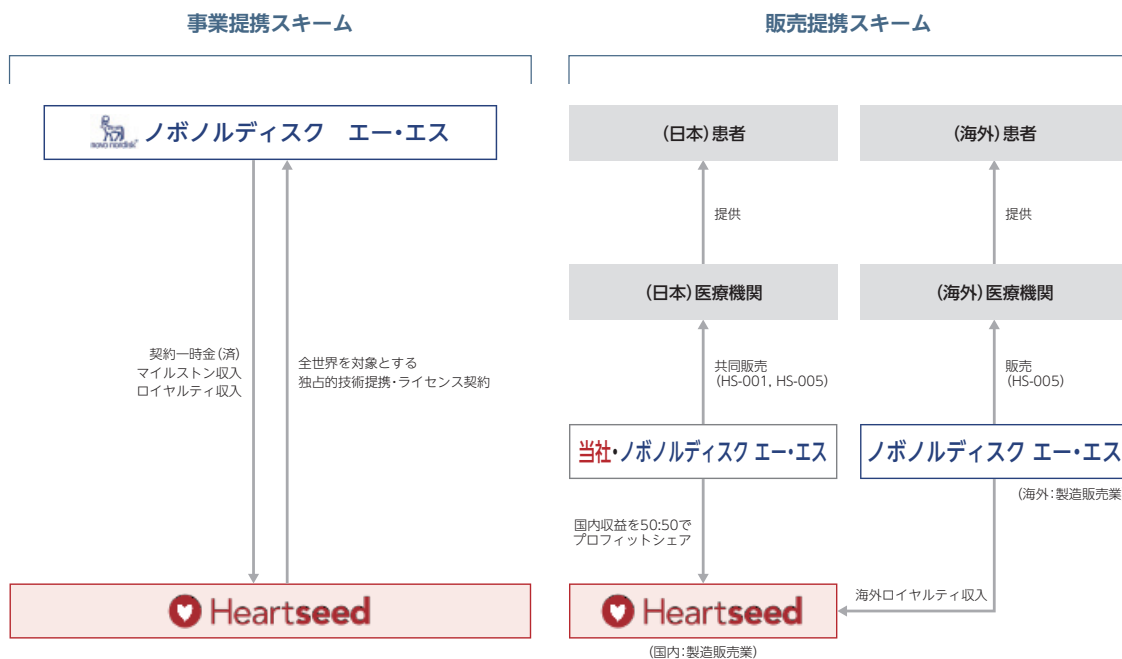 事業提携スキーム
novo nordisk
ノボノルディスク エー・エス
契約一時金(済)
マイルストン収入
ロイヤルティ収入
全世界を対象とする
独占的技術提携・ライセンス契約
Heartseed
販売提携スキーム
(日本)患者
(海外)患者
提供
提供
(日本)医療機関
(海外)医療機関
共同販売
(HS-001, HS-005)
販売
(HS-005)
当社・ノボノルディスク エー・エス
ノボノルディスク エー・エス
(海外:製造販売業
国内収益を50:50で
プロフィットシェア
Heartseed
海外ロイヤルティ収入
(国内:製造販売業)